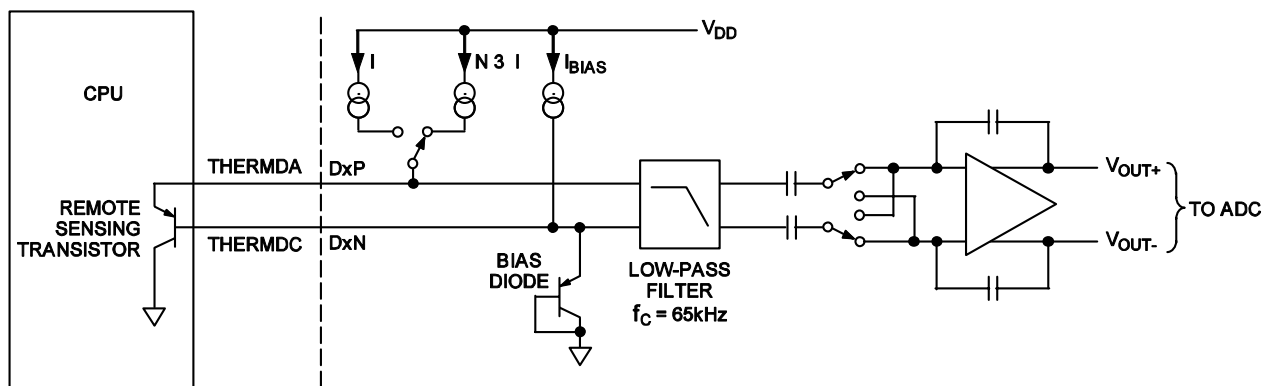 V_DD
I
N 3 I
I_BIAS
CPU
THERMDA
DxP
REMOTE
SENSING
TRANSISTOR
THERMDC
DxN
BIAS
DIODE
LOW-PASS
FILTER
f_C = 65kHz
V_OUT+
TO ADC
V_OUT-